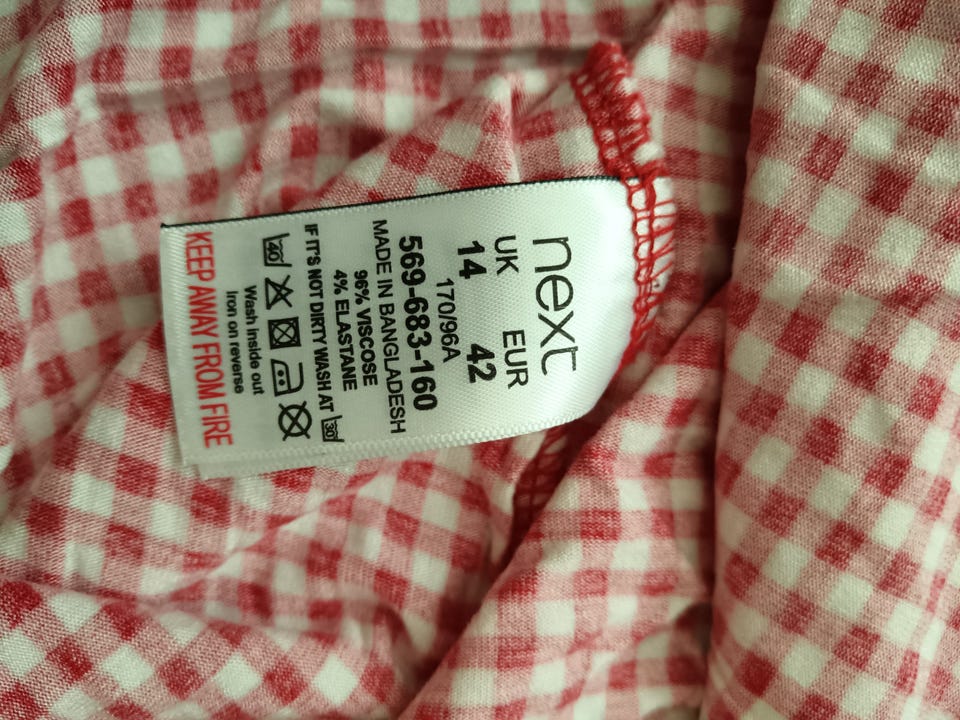 next
UK EUR
14 42
170/96A
569-683-160
MADE IN BANGLADESH
96% VISCOSE
4% ELASTANE
IF IT'S NOT DIRTY WASH AT 30
40
Wash inside out
Iron on reverse
KEEP AWAY FROM FIRE